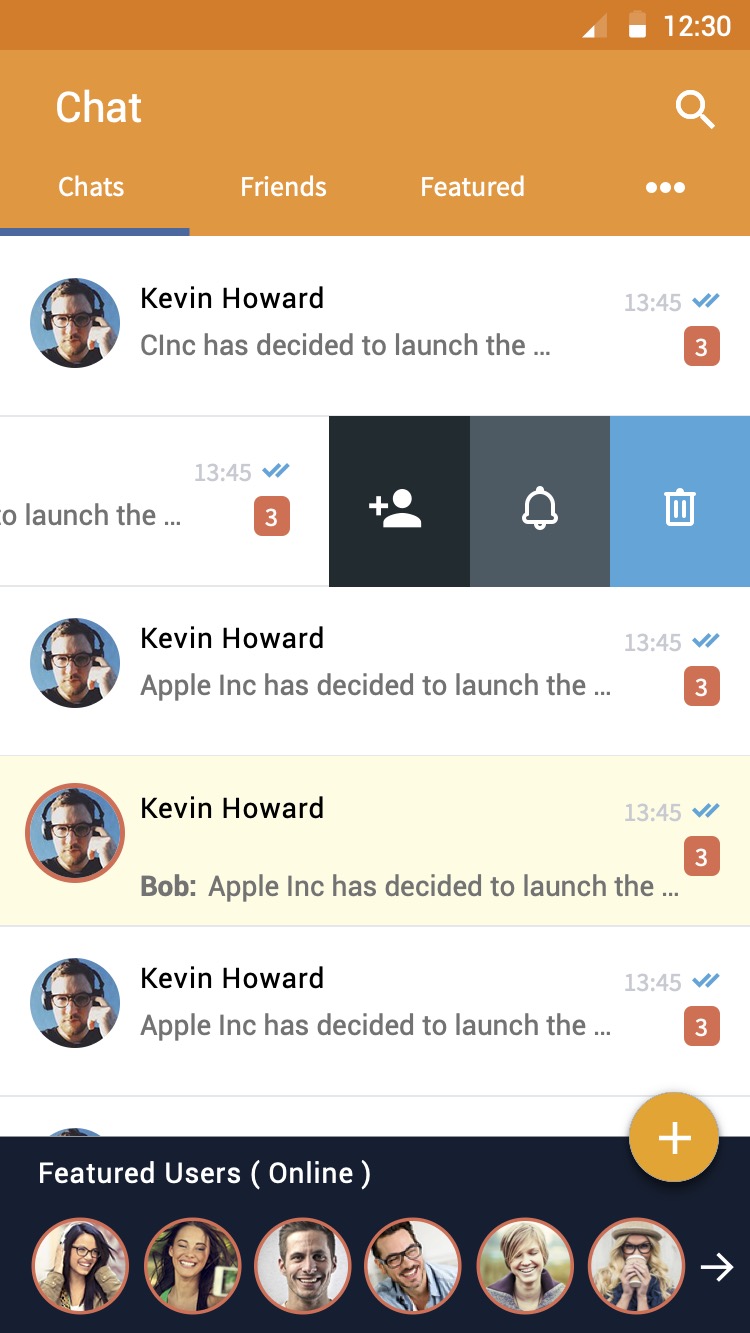 12:30
Chat
Chats Friends Featured
Kevin Howard 13:45
CInc has decided to launch the ... 3
13:45
to launch the ... 3
Kevin Howard 13:45
Apple Inc has decided to launch the ... 3
Kevin Howard 13:45
3
Bob: Apple Inc has decided to launch the ...
Kevin Howard 13:45
Apple Inc has decided to launch the ... 3
Featured Users ( Online )